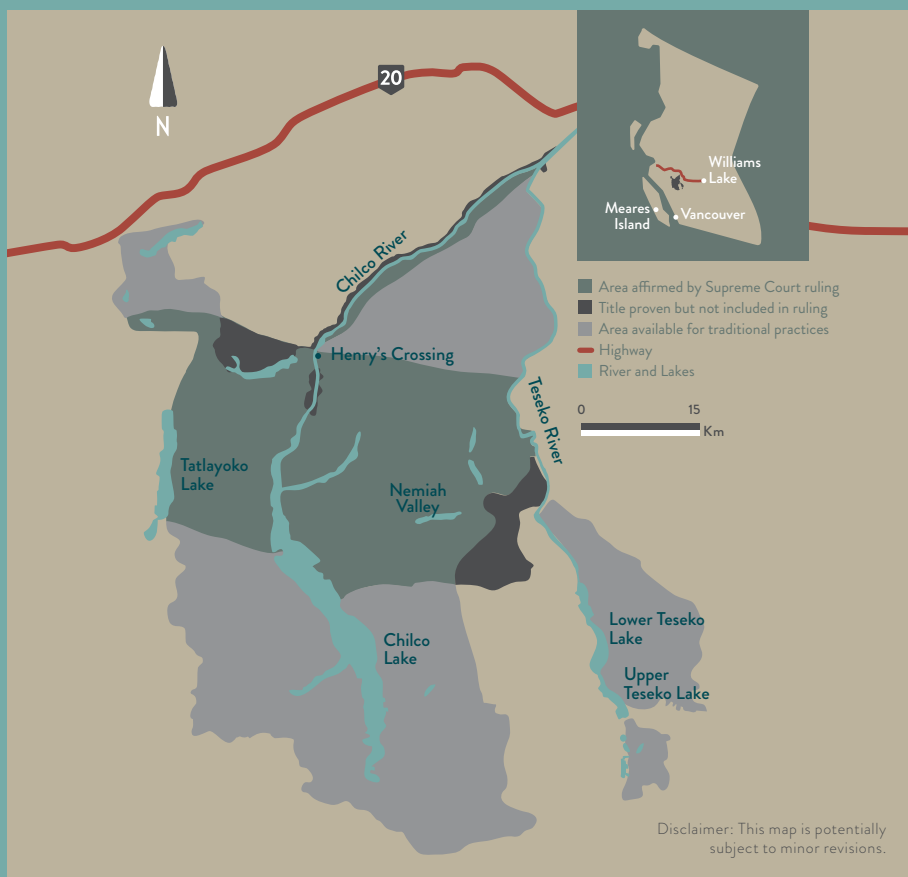 20
N
Williams
Lake
Meares
Island
Vancouver
Chilco River
Area affirmed by Supreme Court ruling
Title proven but not included in ruling
Area available for traditional practices
Highway
River and Lakes
Henry's Crossing
Teseko River
0 15
Km
Tatlayoko
Lake
Nemiah
Valley
Lower Teseko
Lake
Chilco
Lake
Upper
Teseko Lake
Disclaimer: This map is potentially
subject to minor revisions.